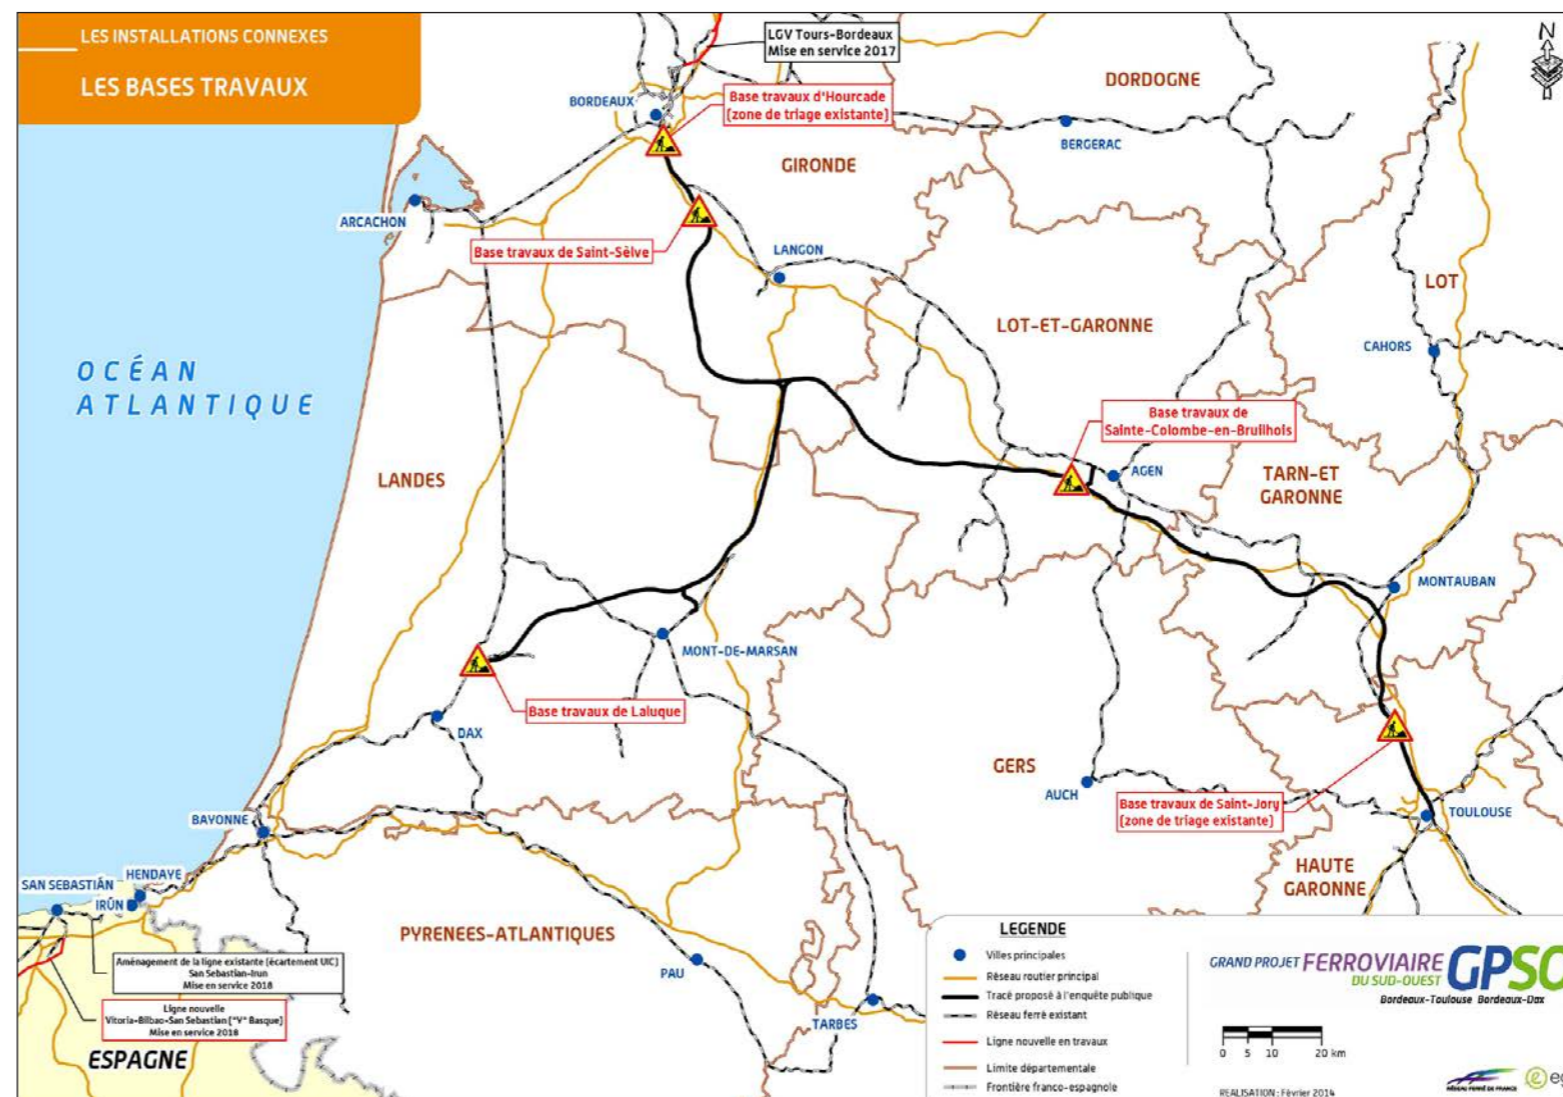 LES INSTALLATIONS CONNEXES
LES BASES TRAVAUX
LGV Tours-Bordeaux
Mise en service 2017
N
DORDOGNE
BORDEAUX
Base travaux d'Hourcade
(zone de triage existante)
BERGERAC
GIRONDE
ARCACHON
Base travaux de Saint-Sèlve
LANGON
LOT
LOT-ET-GARONNE
CAHORS
OCÉAN
ATLANTIQUE
Base travaux de
Sainte-Colombe-en-Bruilhois
LANDES
AGEN
TARN-ET
GARONNE
MONTAUBAN
MONT-DE-MARSAN
Base travaux de Laluque
DAX
GERS
AUCH
Base travaux de Saint-Jory
(zone de triage existante)
TOULOUSE
BAYONNE
HAUTE
GARONNE
HENDAYE
SAN SEBASTIÁN
IRÚN
PYRENEES-ATLANTIQUES
PAU
TARBES
Aménagement de la ligne existante (écartement UIC)
San Sebastian-Irun
Mise en service 2018
Ligne nouvelle
Vitoria-Bilbao-San Sebastian ("Y" Basque)
Mise en service 2018
ESPAGNE
LEGENDE
Villes principales
Réseau routier principal
Tracé proposé à l'enquête publique
Réseau ferré existant
Ligne nouvelle en travaux
Limite départementale
Frontière franco-espagnole
GRAND PROJET FERROVIAIRE
DU SUD-OUEST
GPSO
Bordeaux-Toulouse Bordeaux-Dax
0 5 10 20 km
RÉSEAU FERRÉ DE FRANCE
REALISATION : Février 2014